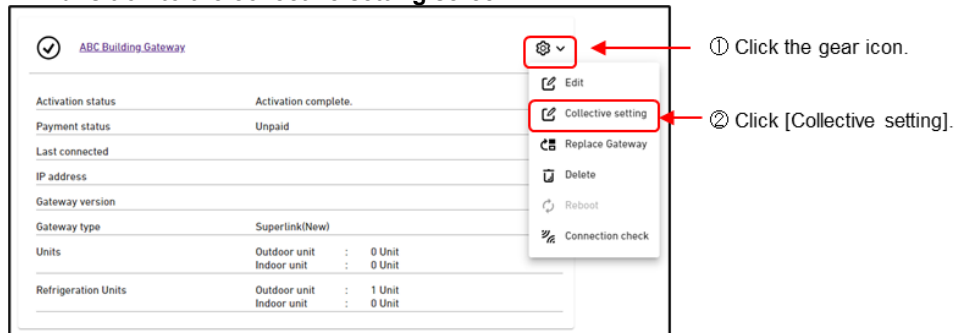 ABC Building Gateway
① Click the gear icon.
Edit
Activation status Activation complete.
Collective setting
② Click [Collective setting].
Payment status Unpaid
Replace Gateway
Last connected
IP address
Delete
Gateway version
Reboot
Gateway type Superlink(New)
Connection check
Units Outdoor unit : 0 Unit
Indoor unit : 0 Unit
Refrigeration Units Outdoor unit : 1 Unit
Indoor unit : 0 Unit